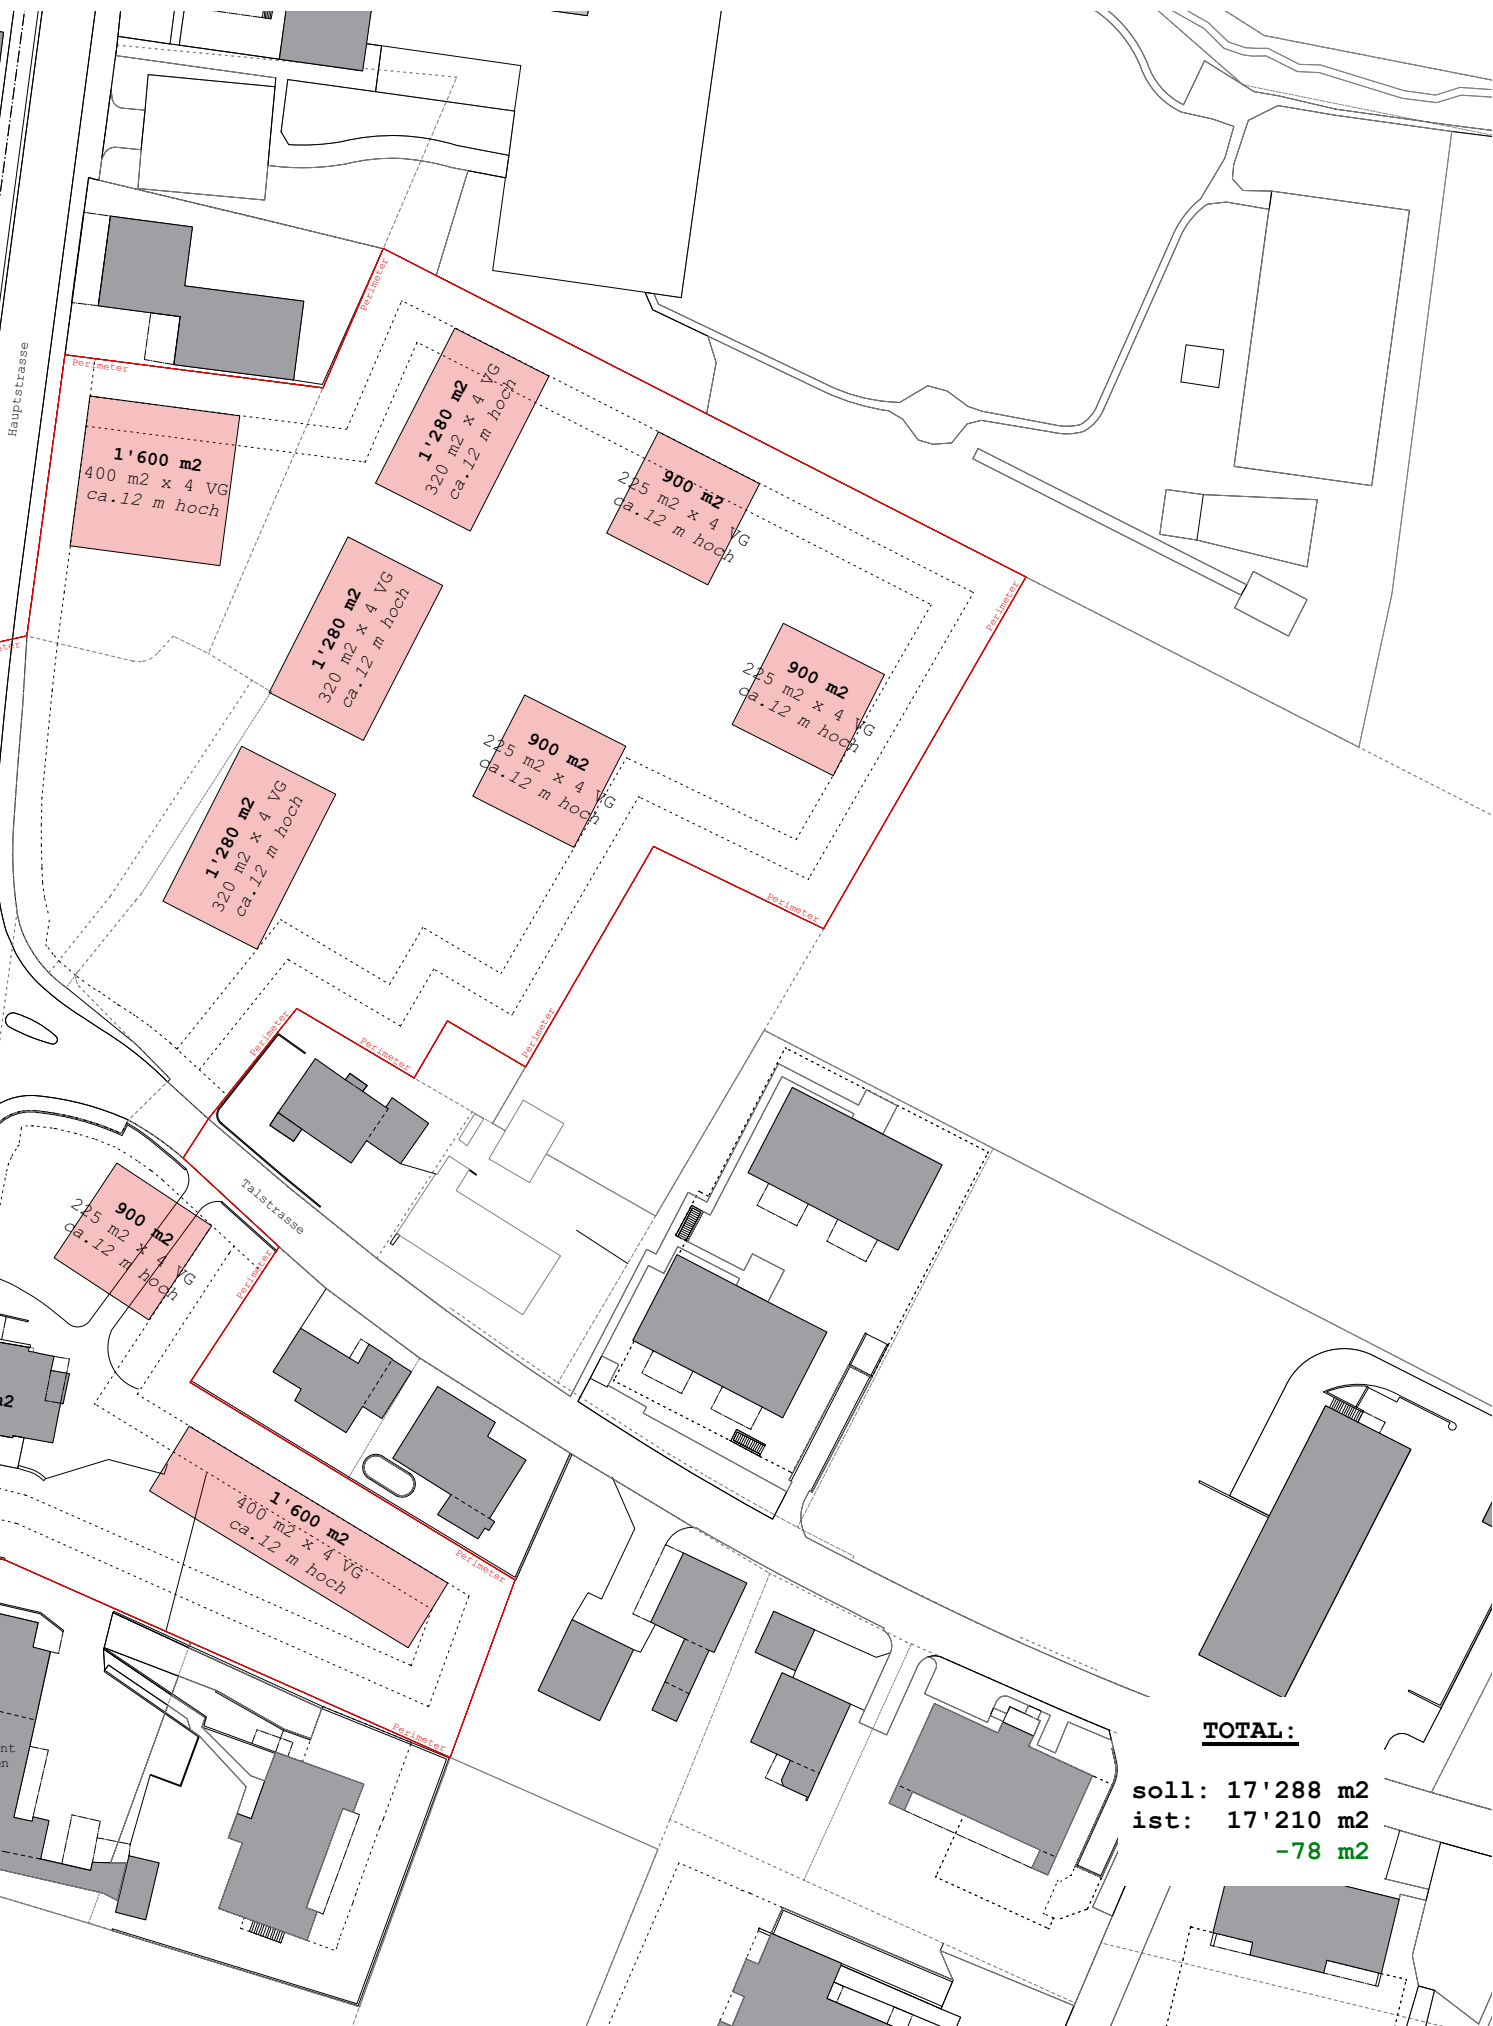 Perimeter
Perimeter
Hauptstrasse
1'280 m2
320 m2 x 4 VG
ca.12 m hoch
1'600 m2
400 m2 x 4 VG
ca.12 m hoch
900 m2
225 m2 x 4 VG
ca.12 m hoch
1'280 m2
320 m2 x 4 VG
ca.12 m hoch
Perimeter
eter
900 m2
225 m2 x 4 VG
ca.12 m hoch
900 m2
225 m2 x 4 VG
ca.12 m hoch
1'280 m2
320 m2 x 4 VG
ca.12 m hoch
Perimeter
Perimeter
Perimeter
Perimeter
Talstrasse
900 m2
225 m2 x 4 VG
ca.12 m hoch
Perimeter
m2
1'600 m2
400 m2 x 4 VG
ca.12 m hoch
Perimeter
Perimeter
nt
en
TOTAL:
soll: 17'288 m2
ist: 17'210 m2
-78 m2